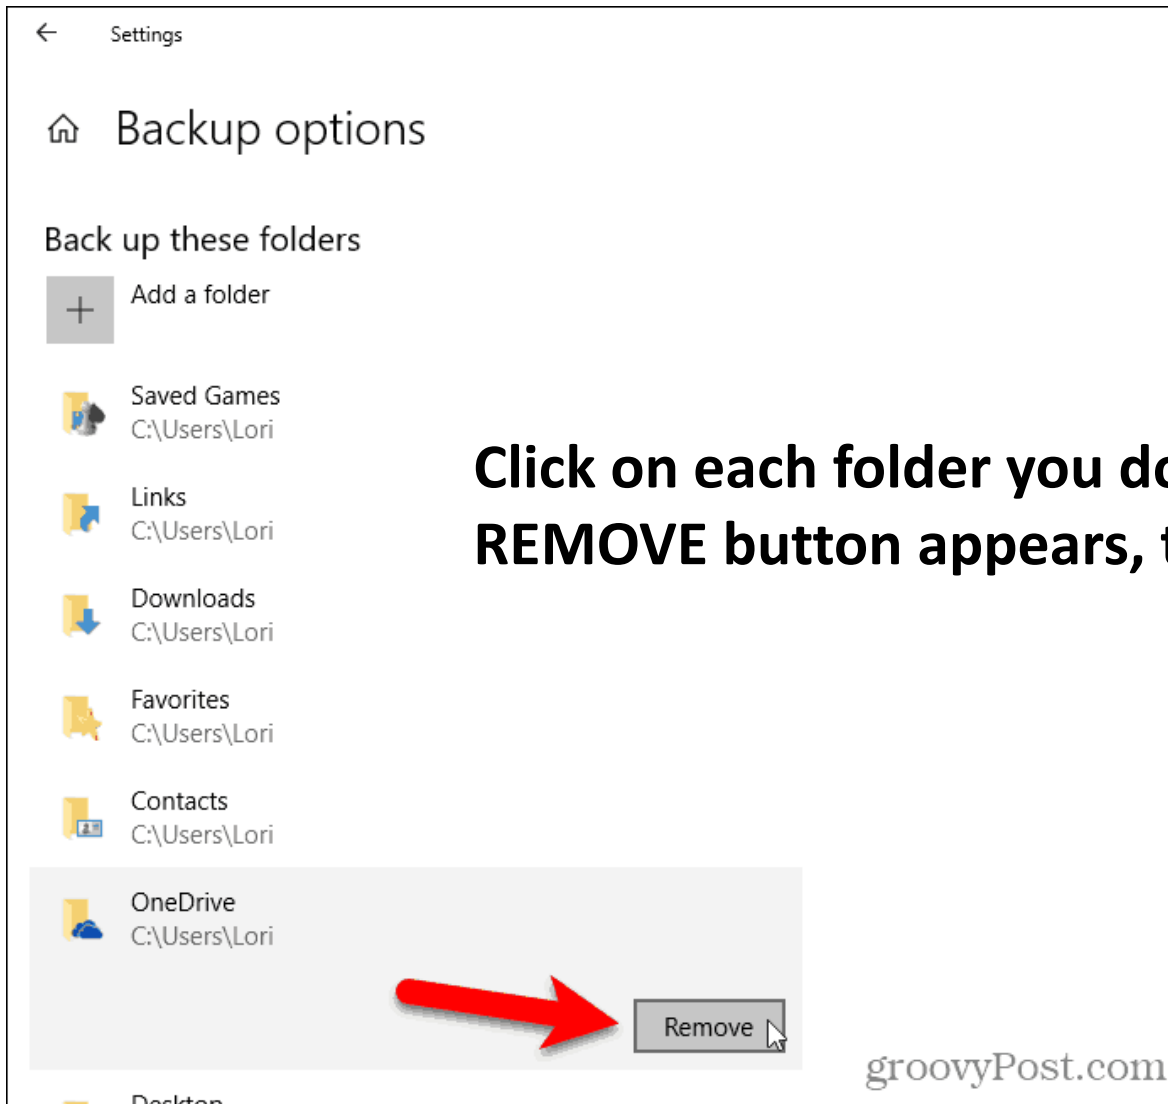 Settings
Backup options
Back up these folders
Add a folder
Saved Games
C:\Users\Lori
Links
C:\Users\Lori
Downloads
C:\Users\Lori
Favorites
C:\Users\Lori
Contacts
C:\Users\Lori
OneDrive
C:\Users\Lori
Remove
Desktop
Click on each folder you
REMOVE button appears,
groovyPost.com